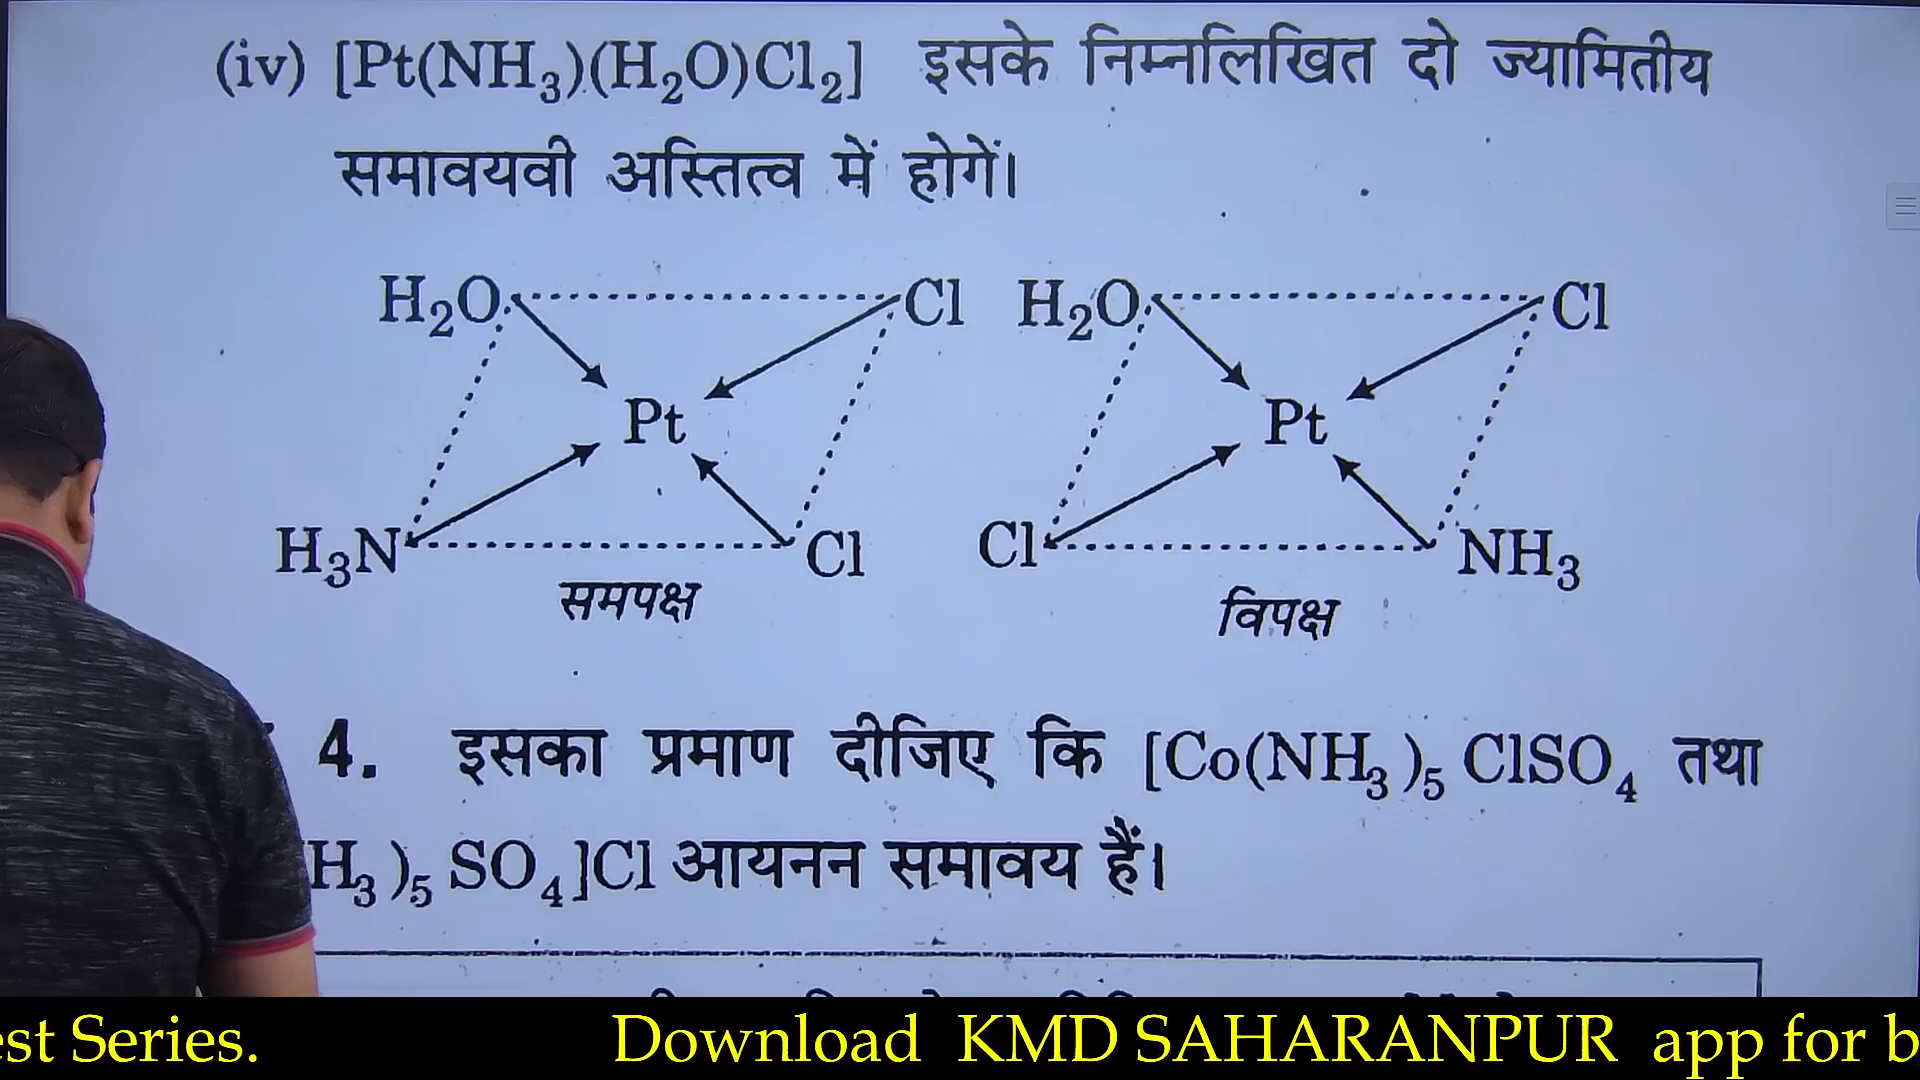 (iv) [Pt(NH₃)(H₂O)Cl₂] इसके निम्नलिखित दो ज्यामितीय
समावयवी अस्तित्व में होगें।
H₂O Cl H₂O Cl
Pt Pt
H₃N Cl Cl NH₃
समपक्ष विपक्ष
4. इसका प्रमाण दीजिए कि [Co(NH₃)₅ ClSO₄ तथा
H₃)₅ SO₄]Cl आयनन समावय हैं।
est Series. Download KMD SAHARANPUR app for b